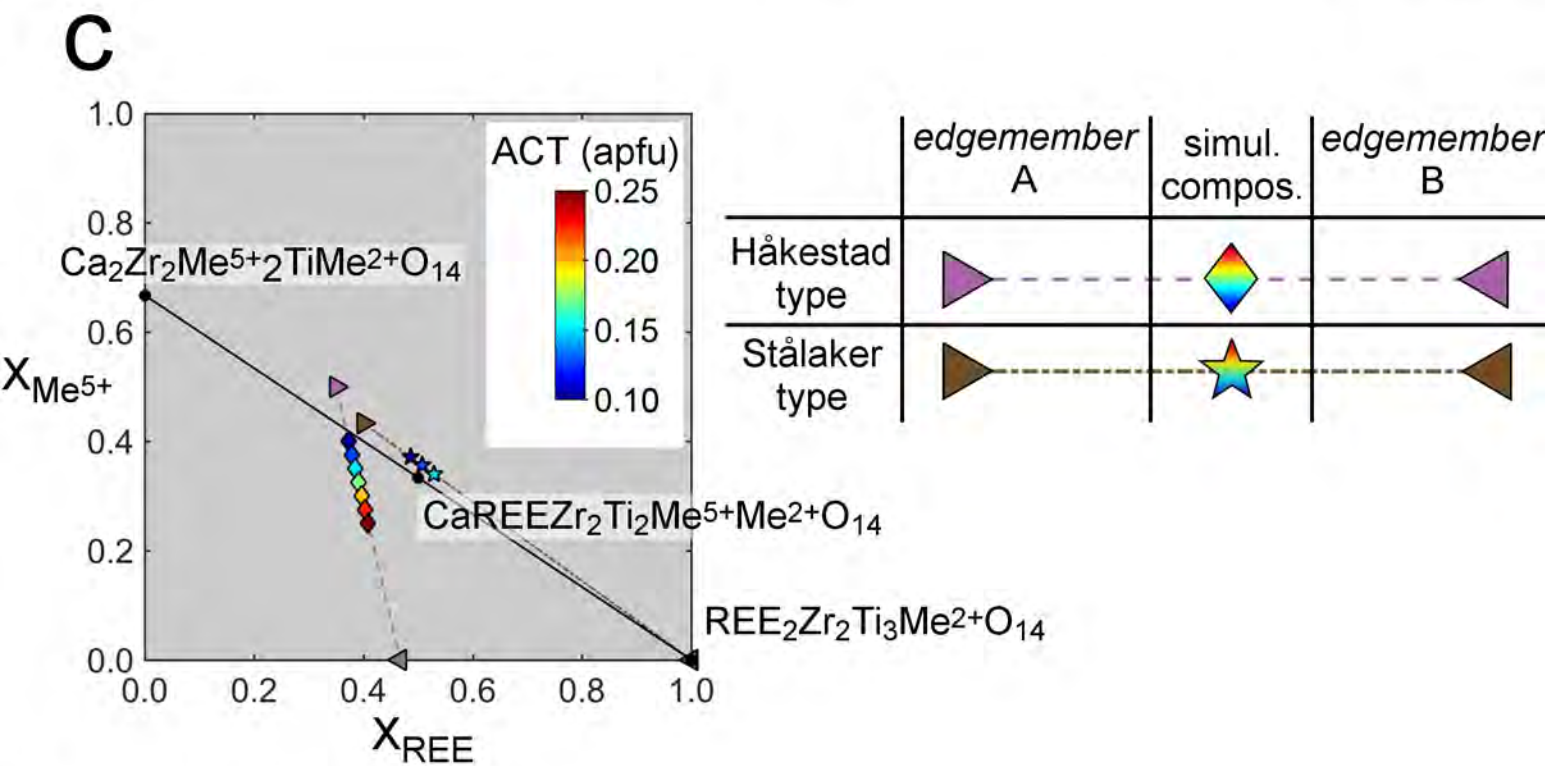 C
1.0
0.8
0.6
0.4
0.2
0.0
X_Me5+
0.0 0.2 0.4 0.6 0.8 1.0
X_REE
ACT (apfu)
0.25
0.20
0.15
0.10
Ca₂Zr₂Me⁵⁺₂TiMe²⁺O₁₄
CaREEZr₂Ti₂Me⁵⁺Me²⁺O₁₄
REE₂Zr₂Ti₃Me²⁺O₁₄
edgemember
A
simul.
compos.
edgemember
B
Håkestad
type
Stålaker
type